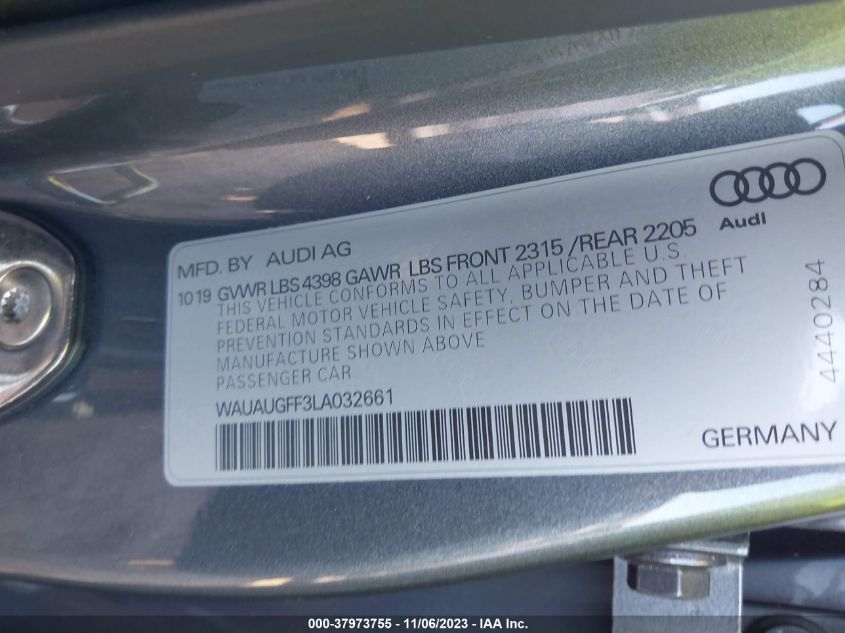 Audi
MFD. BY AUDI AG
10 19 GVWR LBS 4398 GAWR LBS FRONT 2315 /REAR 2205
THIS VEHICLE CONFORMS TO ALL APPLICABLE U.S.
FEDERAL MOTOR VEHICLE SAFETY, BUMPER AND THEFT
PREVENTION STANDARDS IN EFFECT ON THE DATE OF
MANUFACTURE SHOWN ABOVE
PASSENGER CAR
WAUAUGFF3LA032661
GERMANY
4440284
000-37973755 - 11/06/2023 - IAA Inc.